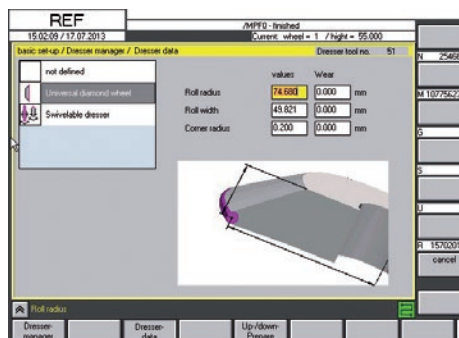 REF
/MPF0 - finished
15:02:09 / 17.07.2013
Current: wheel = 1 / hight = 55.000
basic set-up / Dresser manager / Dresser data
Dresser tool no. 51
not defined
Universal diamond wheel
Swivelable dresser
values Wear
Roll radius 74.680 0.000 mm
Roll width 49.821 0.000 mm
Corner radius 0.200 0.000 mm
N
M
G
S
U
R
cancel
Roll radius
Dresser-
manager
Dresser-
data
Up-/down-
Prepare